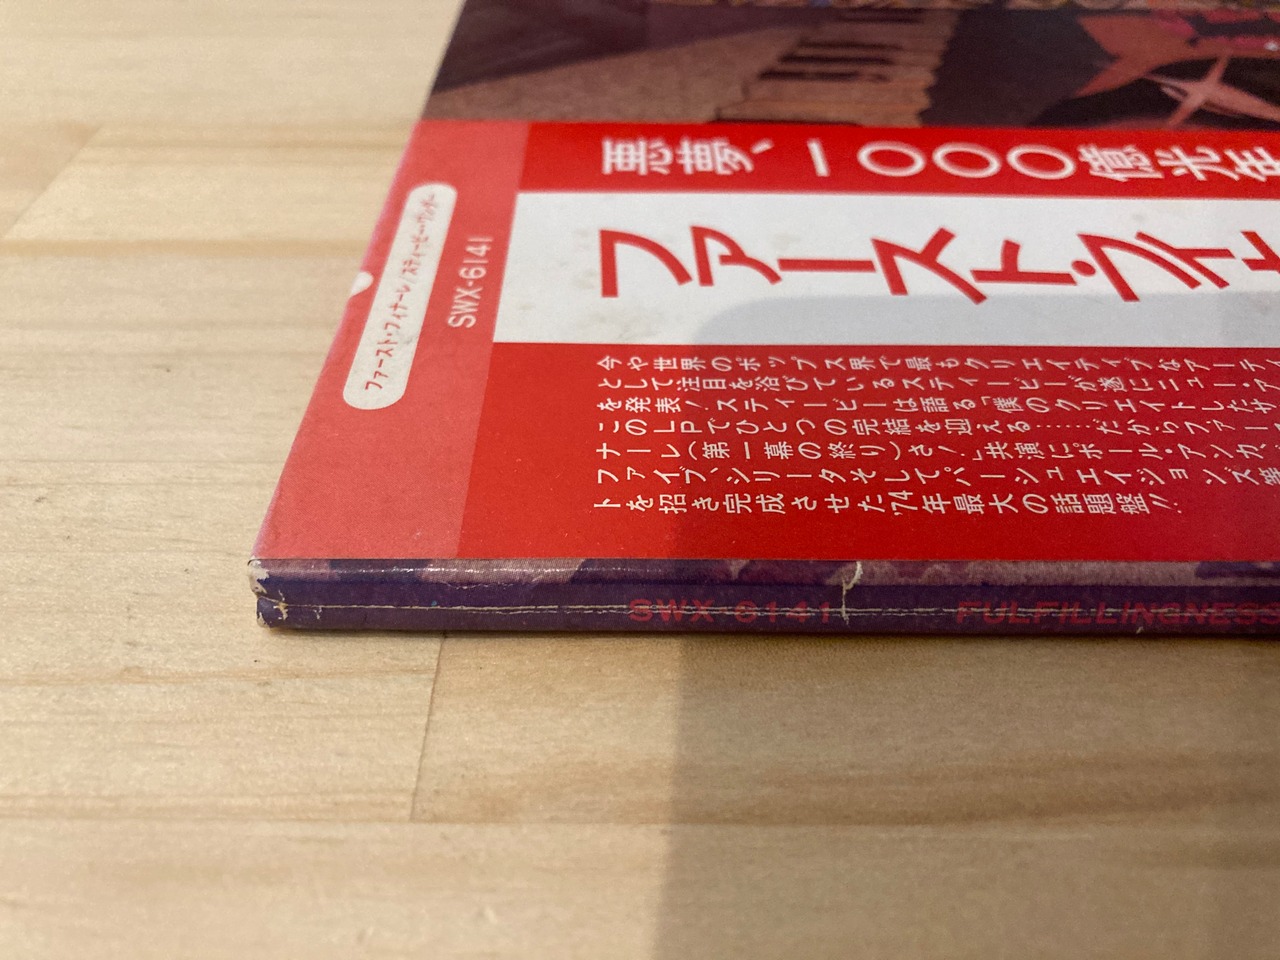 悪夢、一〇〇〇億光年
ファースト・フィ
ファースト・フィナーレ/スティービー・ワンダー
SWX-6141
今や世界のポップス界で最もクリエイティブなアーティ
として注目を浴びているスティービーが遂にニュー・ア
を発表!スティービーは語る「僕のクリエイトしたサ
このLPでひとつの完結を迎える……だからファース
ナーレ(第一幕の終り)さ!」共演にポール・アンカ、
ファイブ、シリータそしてパーシュエイジョンズ等
トを招き完成させた'74年最大の話題盤!!
SWX-6141 FULFILLINGNESS